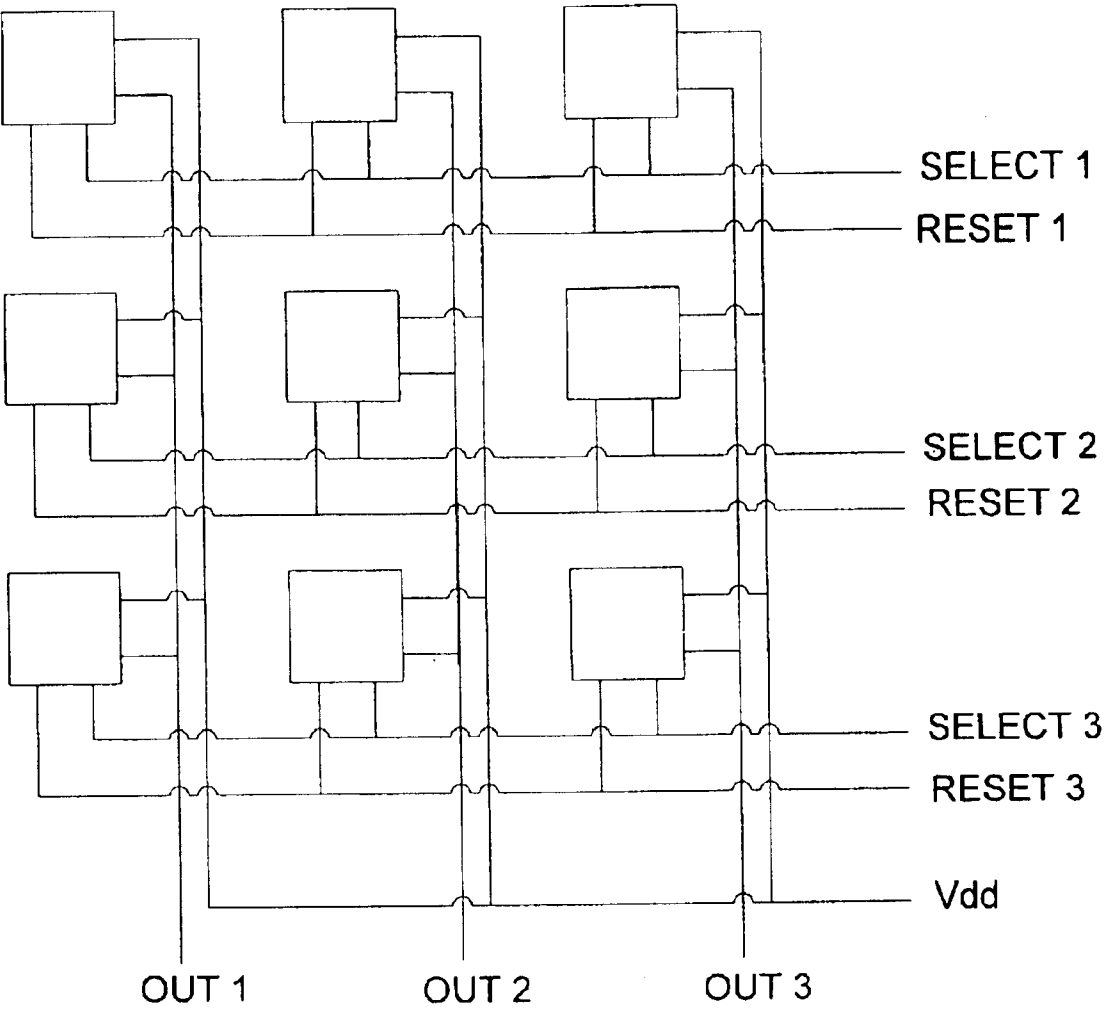 SELECT 1
RESET 1
SELECT 2
RESET 2
SELECT 3
RESET 3
Vdd
OUT 1
OUT 2
OUT 3